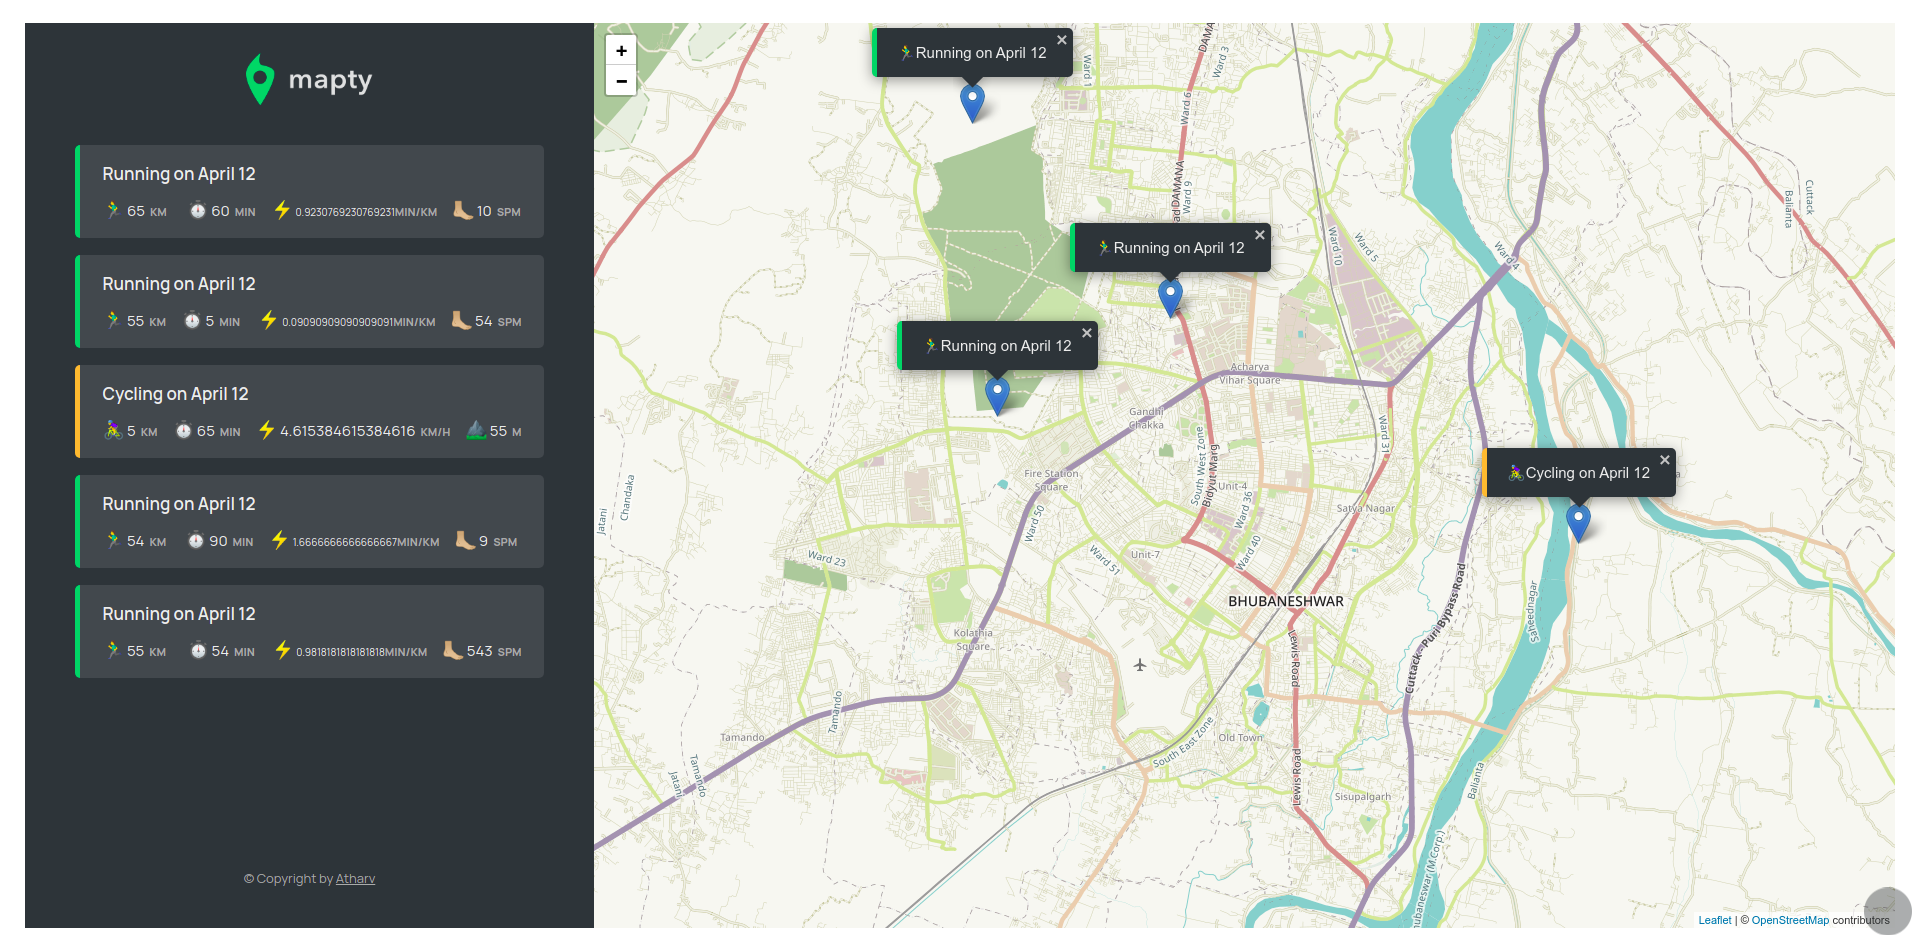 mapty
Running on April 12
65 KM 60 MIN 0.9230769230769231MIN/KM 10 SPM
Running on April 12
55 KM 5 MIN 0.09090909090909091MIN/KM 54 SPM
Cycling on April 12
5 KM 65 MIN 4.615384615384616 KM/H 55 M
Running on April 12
54 KM 90 MIN 1.6666666666666667MIN/KM 9 SPM
Running on April 12
55 KM 54 MIN 0.9818181818181818MIN/KM 543 SPM
© Copyright by Atharv
+
−
Running on April 12 ×
Ward 1
Ward 3
Ward 6
DAMANA
Ward 9
Cuttack
Balianta
Running on April 12 ×
Ward 10
Ward 5
Ward 4
Running on April 12 ×
Acharya
Vihar Square
Gandhi
Chakka
Ward 31
Fire Station
Square
South West Zone
Bidyut Marg
Unit-4
Ward 36
Satya Nagar
Cycling on April 12 ×
Chandaka
Jatani
Ward 50
Ward 23
Ward 51
Unit-7
Ward 40
BHUBANESHWAR
Cuttack - Puri Bypass Road
Saheednagar
Kolathia
Square
Lewis Road
Tamando
Tamando
South East Zone
Old Town
Jatani
Tamando
Lewis Road
Sisupalgarh
Balianta
Bhubaneswar (M.Corp.)
Leaflet | © OpenStreetMap contributors